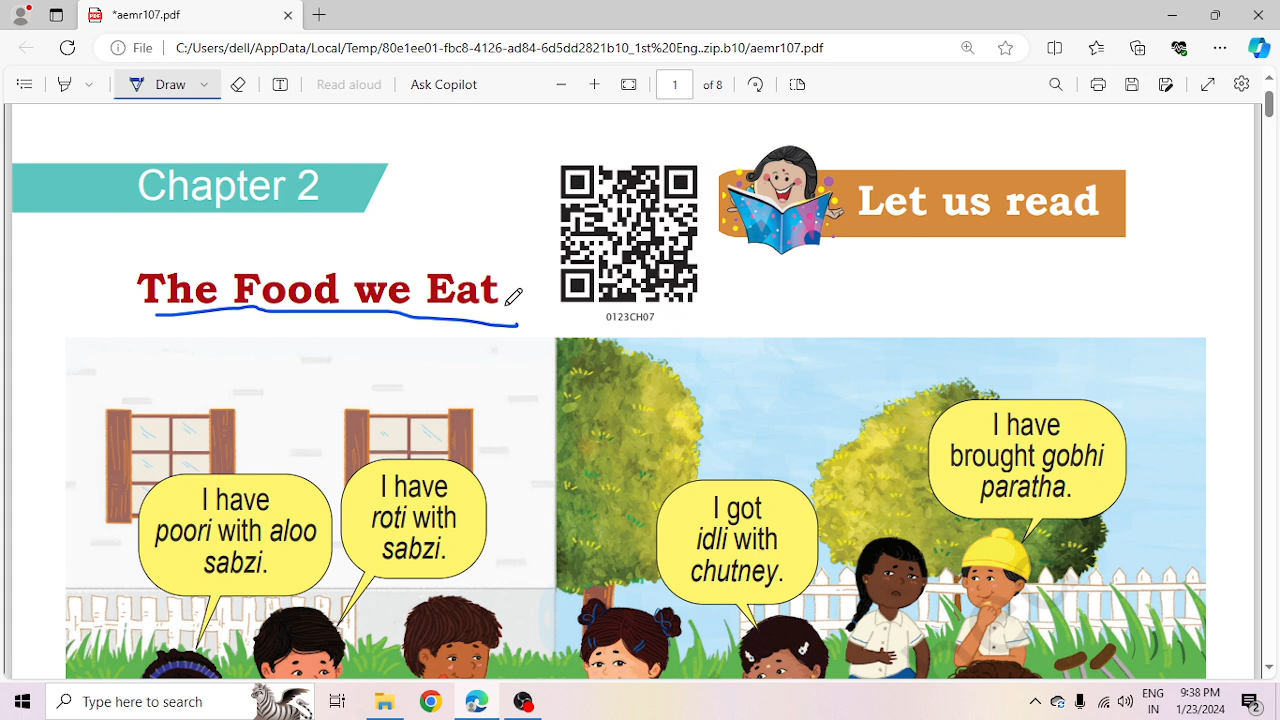 *aemr107.pdf
File
C:/Users/dell/AppData/Local/Temp/80e1ee01-fbc8-4126-ad84-605dd2821b10_1st%20Eng..zip.b10/aemr107.pdf
Draw
Read aloud
Ask Copilot
1 of 8
Chapter 2
Let us read
The Food we Eat
0123CH07
I have
poori with aloo
sabzi.
I have
roti with
sabzi.
I got
idli with
chutney.
I have
brought gobhi
paratha.
Type here to search
ENG
IN
9:38 PM
1/23/2024
2